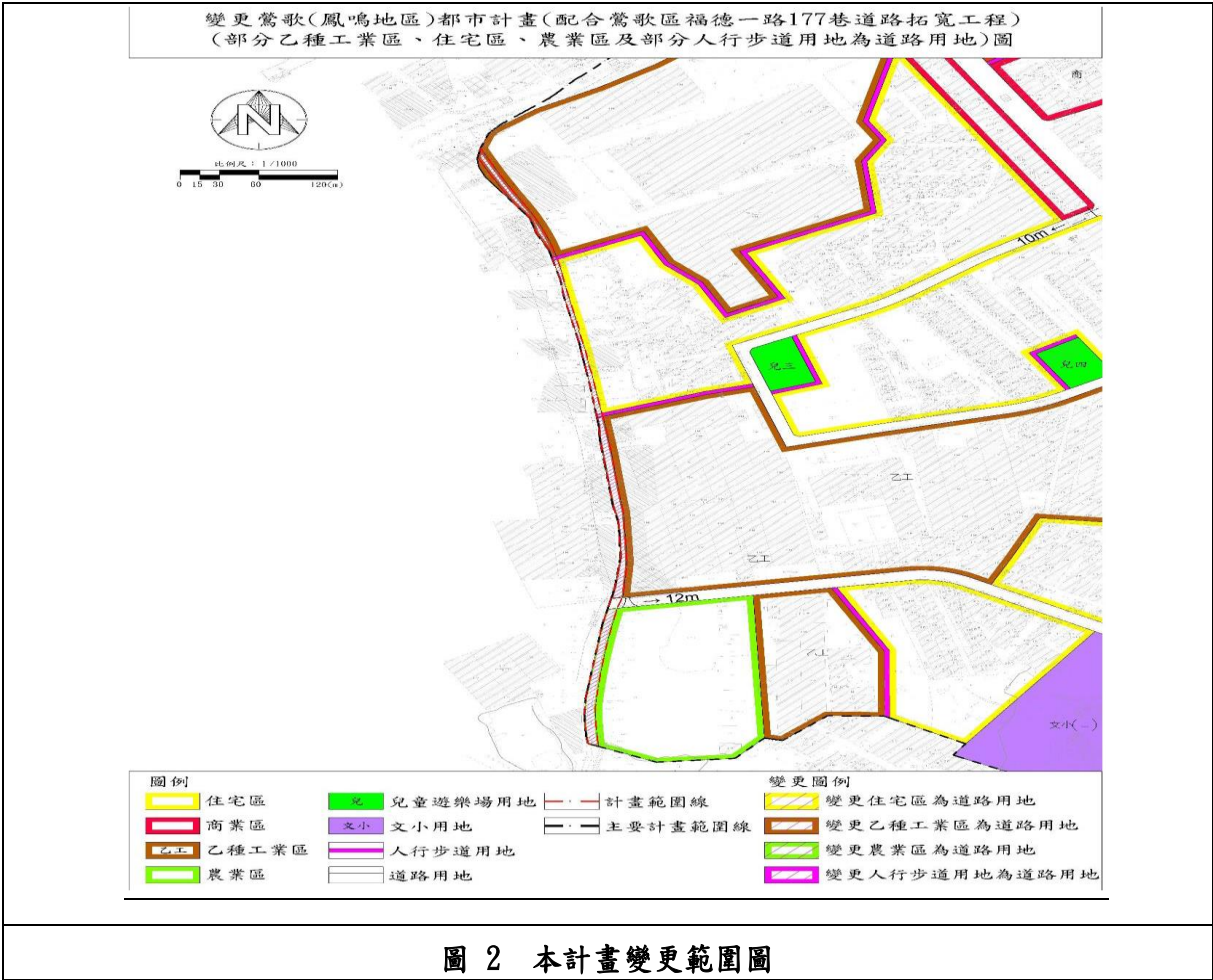 變更鶯歌(鳳鳴地區)都市計畫(配合鶯歌區福德一路177巷道路拓寬工程)
(部分乙種工業區、住宅區、農業區及部分人行步道用地為道路用地)圖
商
N
比例尺：1/1000
0 15 30 60 120(m)
10m
兒三
兒四
乙工
乙工
12m
乙工
文小(一)
圖例
住宅區
商業區
乙工 乙種工業區
農業區
兒 兒童遊樂場用地
文小 文小用地
人行步道用地
道路用地
計畫範圍線
主要計畫範圍線
變更圖例
變更住宅區為道路用地
變更乙種工業區為道路用地
變更農業區為道路用地
變更人行步道用地為道路用地
圖 2 本計畫變更範圍圖